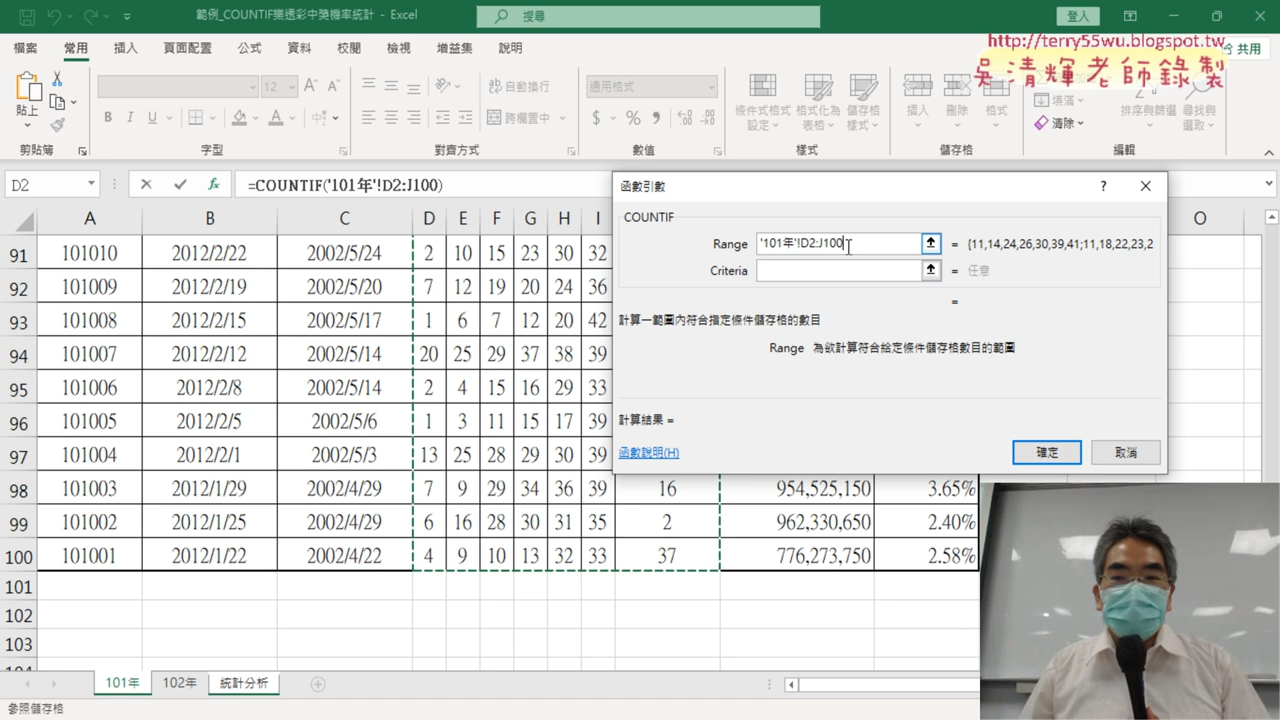 範例_COUNTIF樂透彩中獎機率統計 - Excel
搜尋
登入
http://terry55wu.blogspot.tw
吳清輝老師錄製
檔案 常用 插入 頁面配置 公式 資料 校閱 檢視 增益集 說明 共用
貼上
12
自動換行
跨欄置中
通用格式
條件式格式設定 格式化為表格 儲存格樣式
插入 刪除 格式
填滿
清除
排序與篩選 尋找與選取
剪貼簿 字型 對齊方式 數值 樣式 儲存格 編輯
D2 =COUNTIF('101年'!D2:J100)
A B C D E F G H I O
91 101010 2012/2/22 2002/5/24 2 10 15 23 30 32
92 101009 2012/2/19 2002/5/20 7 12 19 20 24 36
93 101008 2012/2/15 2002/5/17 1 6 7 12 20 42
94 101007 2012/2/12 2002/5/14 20 25 29 37 38 39
95 101006 2012/2/8 2002/5/14 2 4 15 16 29 33
96 101005 2012/2/5 2002/5/6 1 3 11 15 17 39
97 101004 2012/2/1 2002/5/3 13 25 28 29 30 39
98 101003 2012/1/29 2002/4/29 7 9 29 34 36 39 16 954,525,150 3.65%
99 101002 2012/1/25 2002/4/29 6 16 28 30 31 35 2 962,330,650 2.40%
100 101001 2012/1/22 2002/4/22 4 9 10 13 32 33 37 776,273,750 2.58%
101
102
103
函數引數
COUNTIF
Range '101年'!D2:J100 = {11,14,24,26,30,39,41;11,18,22,23,2
Criteria = 任意
=
計算一範圍內符合指定條件儲存格的數目
Range 為欲計算符合給定條件儲存格數目的範圍
計算結果 =
函數說明(H)
確定 取消
101年 102年 統計分析
參照儲存格